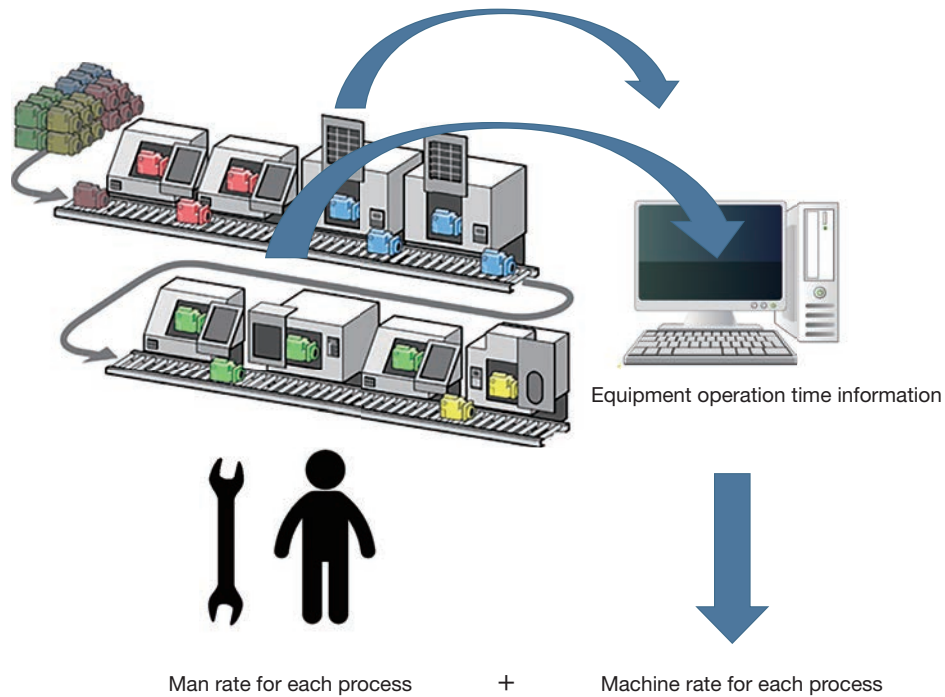 Equipment operation time information
Man rate for each process + Machine rate for each process